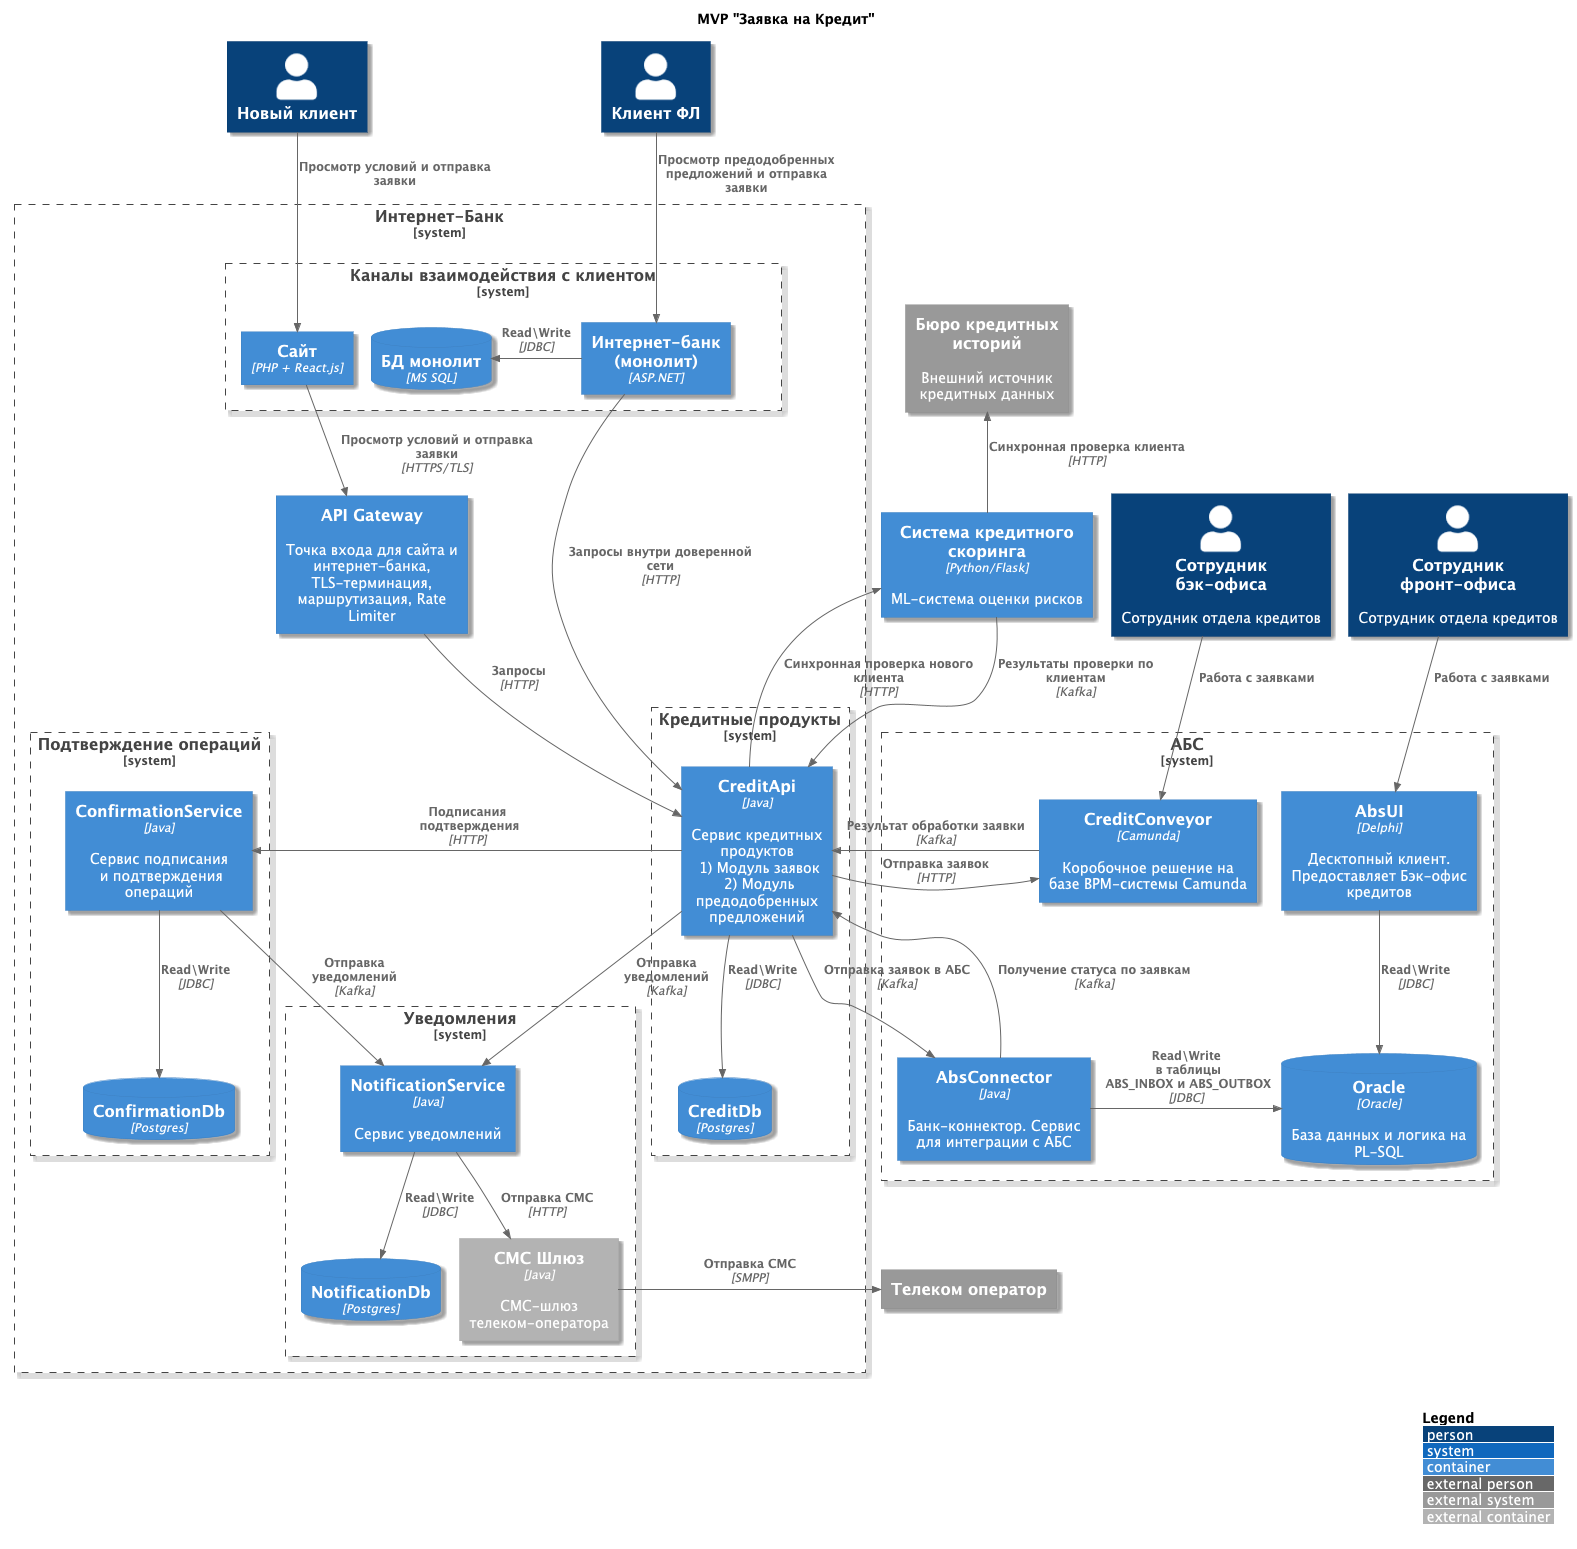 MVP "Заявка на Кредит"
Новый клиент
Клиент ФЛ
Просмотр условий и отправка
заявки
Просмотр предодобренных
предложений и отправка
заявки
Интернет-Банк
[system]
Каналы взаимодействия с клиентом
[system]
Сайт
[PHP + React.js]
БД монолит
[MS SQL]
Read\Write
[JDBC]
Интернет-банк
(монолит)
[ASP.NET]
Бюро кредитных
историй
Внешний источник
кредитных данных
Просмотр условий и отправка
заявки
[HTTPS/TLS]
Синхронная проверка клиента
[HTTP]
API Gateway
Точка входа для сайта и
интернет-банка,
TLS-терминация,
маршрутизация, Rate
Limiter
Запросы внутри доверенной
сети
[HTTP]
Система кредитного
скоринга
[Python/Flask]
ML-система оценки рисков
Сотрудник
бэк-офиса
Сотрудник отдела кредитов
Сотрудник
фронт-офиса
Сотрудник отдела кредитов
Запросы
[HTTP]
Синхронная проверка нового
клиента
[HTTP]
Результаты проверки по
клиентам
[Kafka]
Работа с заявками
Работа с заявками
Подтверждение операций
[system]
Кредитные продукты
[system]
АБС
[system]
ConfirmationService
[Java]
Сервис подписания
и подтверждения
операций
Подписания
подтверждения
[HTTP]
CreditApi
[Java]
Сервис кредитных
продуктов
1) Модуль заявок
2) Модуль
предодобренных
предложений
Результат обработки заявки
[Kafka]
Отправка заявок
[HTTP]
CreditConveyor
[Camunda]
Коробочное решение на
базе BPM-системы Camunda
AbsUI
[Delphi]
Десктопный клиент.
Предоставляет Бэк-офис
кредитов
Read\Write
[JDBC]
Отправка
уведомлений
[Kafka]
Отправка
уведомлений
[Kafka]
Read\Write
[JDBC]
Отправка заявок в АБС
[Kafka]
Получение статуса по заявкам
[Kafka]
Read\Write
[JDBC]
Уведомления
[system]
ConfirmationDb
[Postgres]
NotificationService
[Java]
Сервис уведомлений
CreditDb
[Postgres]
AbsConnector
[Java]
Банк-коннектор. Сервис
для интеграции с АБС
Read\Write
в таблицы
ABS_INBOX и ABS_OUTBOX
[JDBC]
Oracle
[Oracle]
База данных и логика на
PL-SQL
Read\Write
[JDBC]
Отправка СМС
[HTTP]
NotificationDb
[Postgres]
СМС Шлюз
[Java]
СМС-шлюз
телеком-оператора
Отправка СМС
[SMPP]
Телеком оператор
Legend
person
system
container
external person
external system
external container